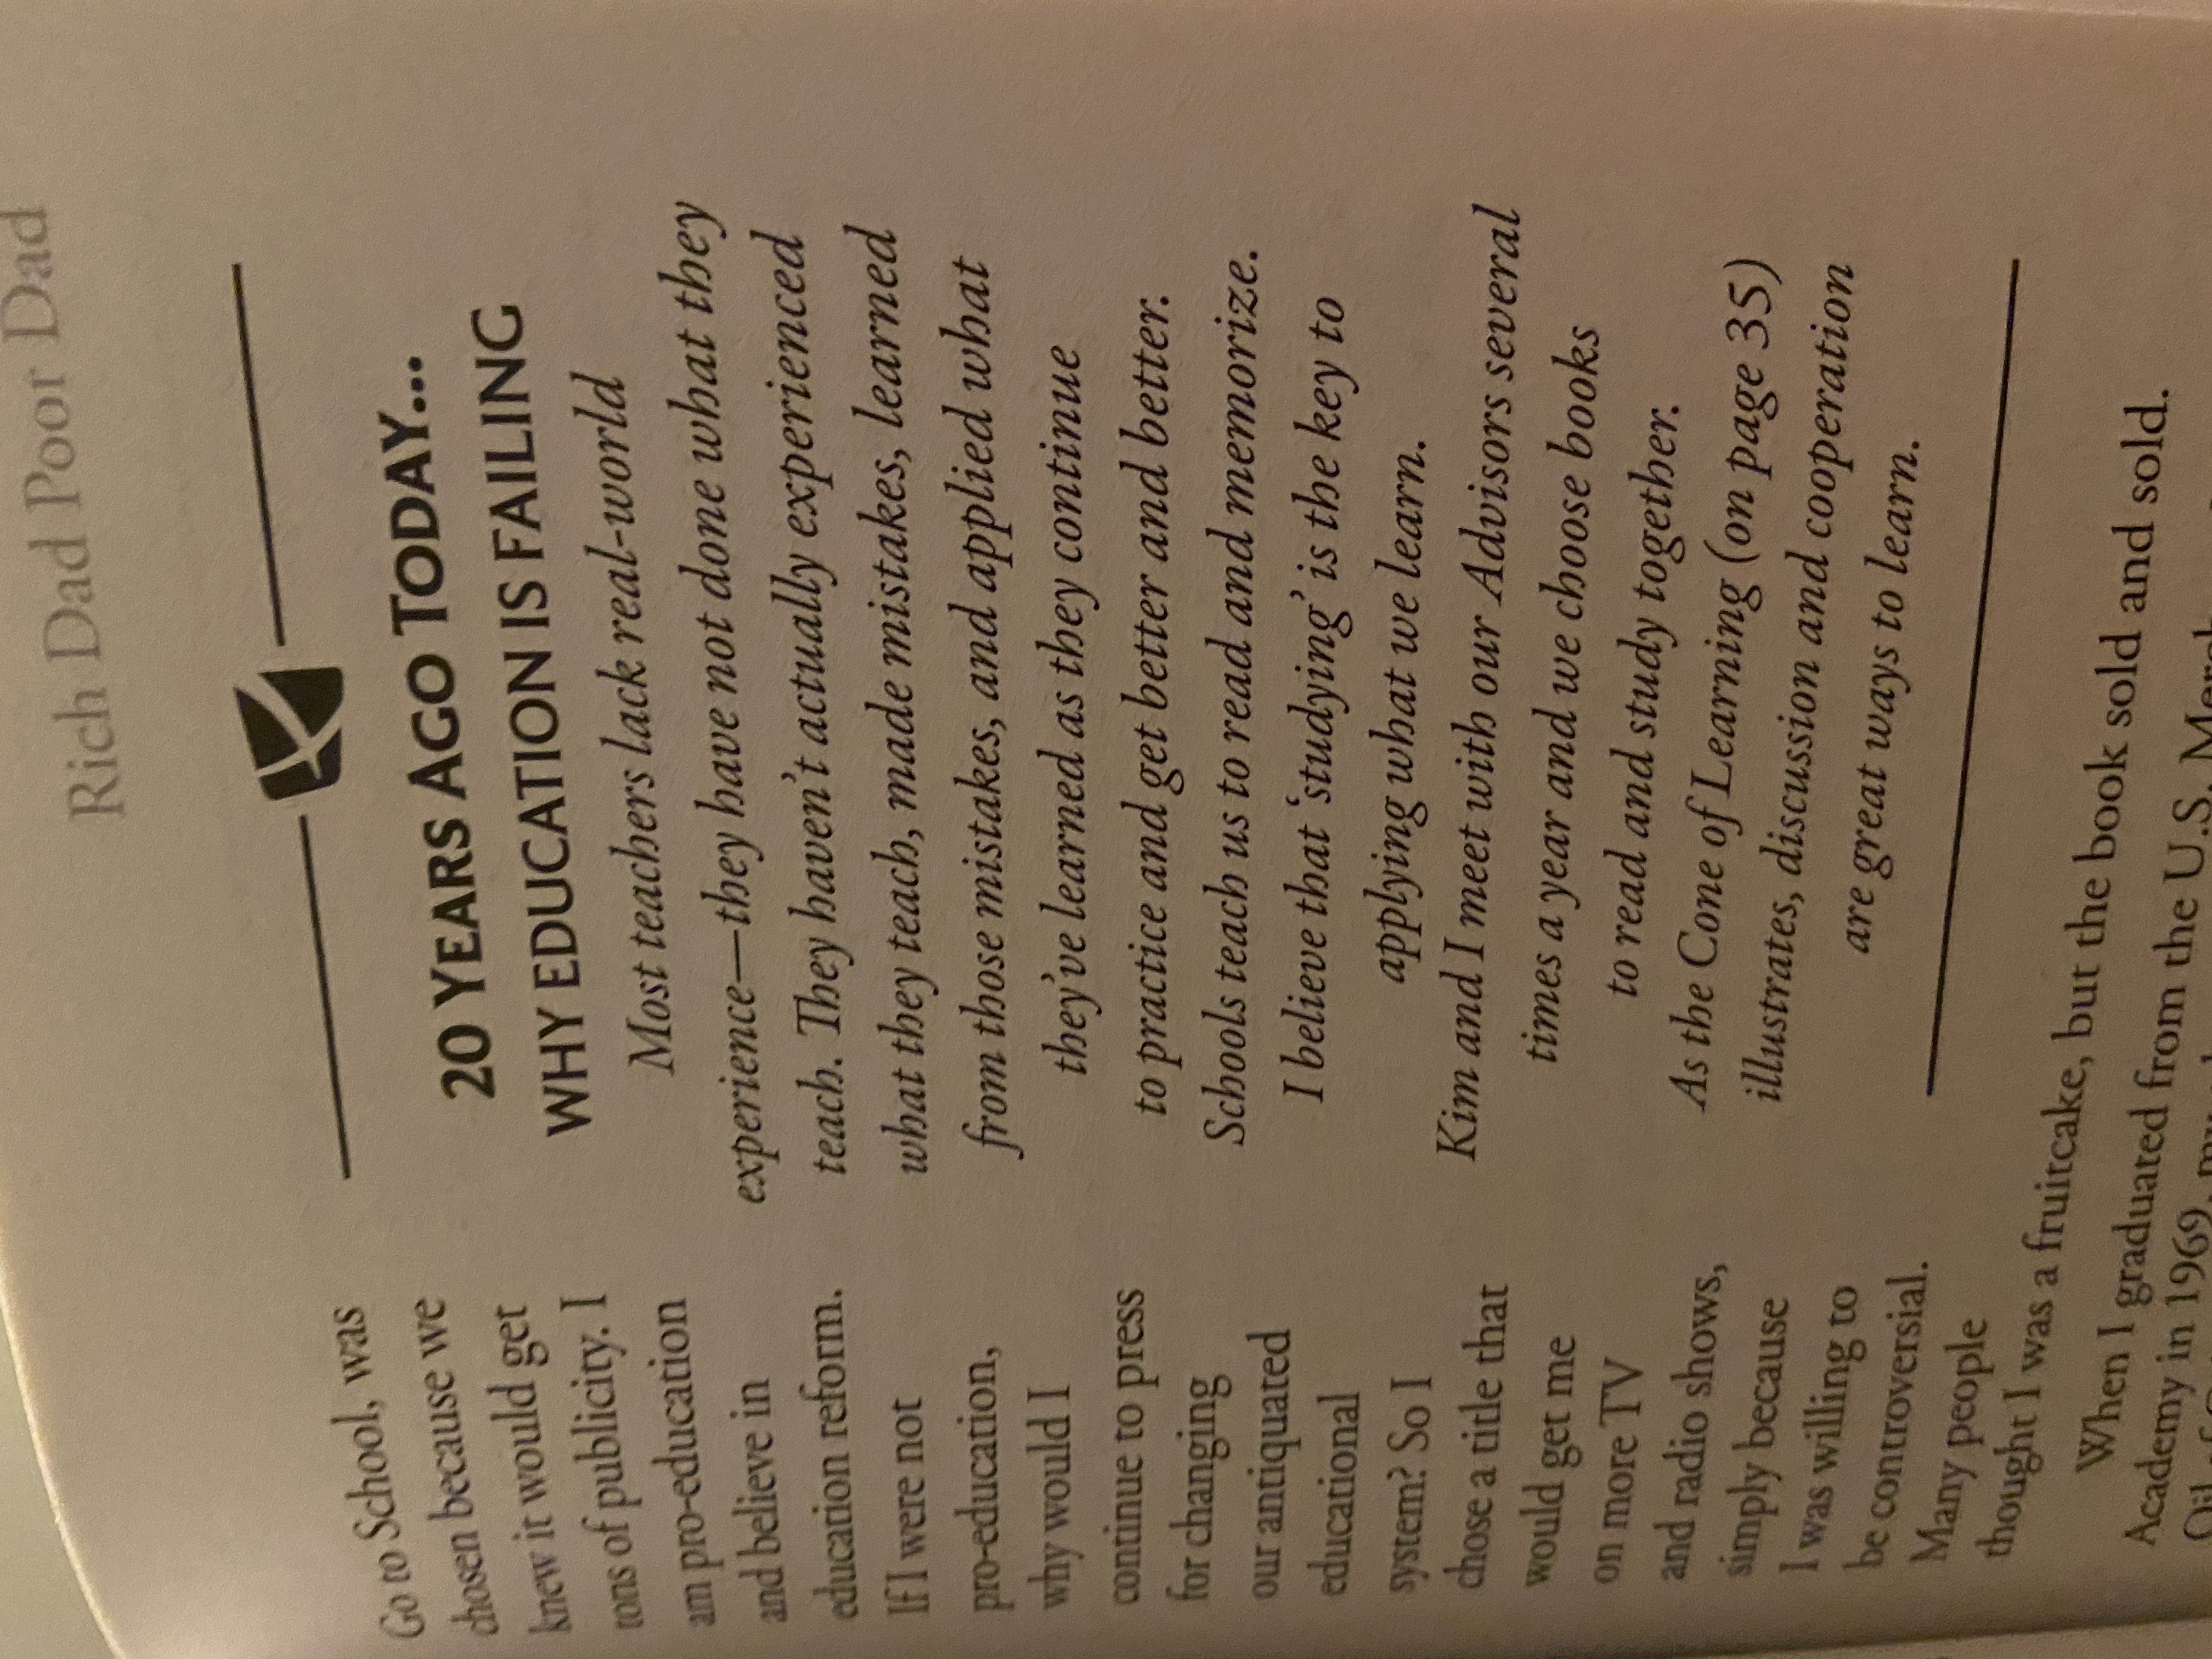 Rich Dad Poor Dad
Go to School, was
chosen because we
knew it would get
tons of publicity. I
am pro-education
and believe in
education reform.
If I were not
pro-education,
why would I
continue to press
for changing
our antiquated
educational
system? So I
chose a title that
would get me
on more TV
and radio shows,
simply because
I was willing to
be controversial.
Many people
thought I was a fruitcake, but the book sold and sold.
20 YEARS AGO TODAY...
WHY EDUCATION IS FAILING
Most teachers lack real-world
experience—they have not done what they
teach. They haven't actually experienced
what they teach, made mistakes, learned
from those mistakes, and applied what
they've learned as they continue
to practice and get better and better.
Schools teach us to read and memorize.
I believe that ‘studying’ is the key to
applying what we learn.
Kim and I meet with our Advisors several
times a year and we choose books
to read and study together.
As the Cone of Learning (on page 35)
illustrates, discussion and cooperation
are great ways to learn.
When I graduated from the U.S.
Academy in 1969,
Oil of